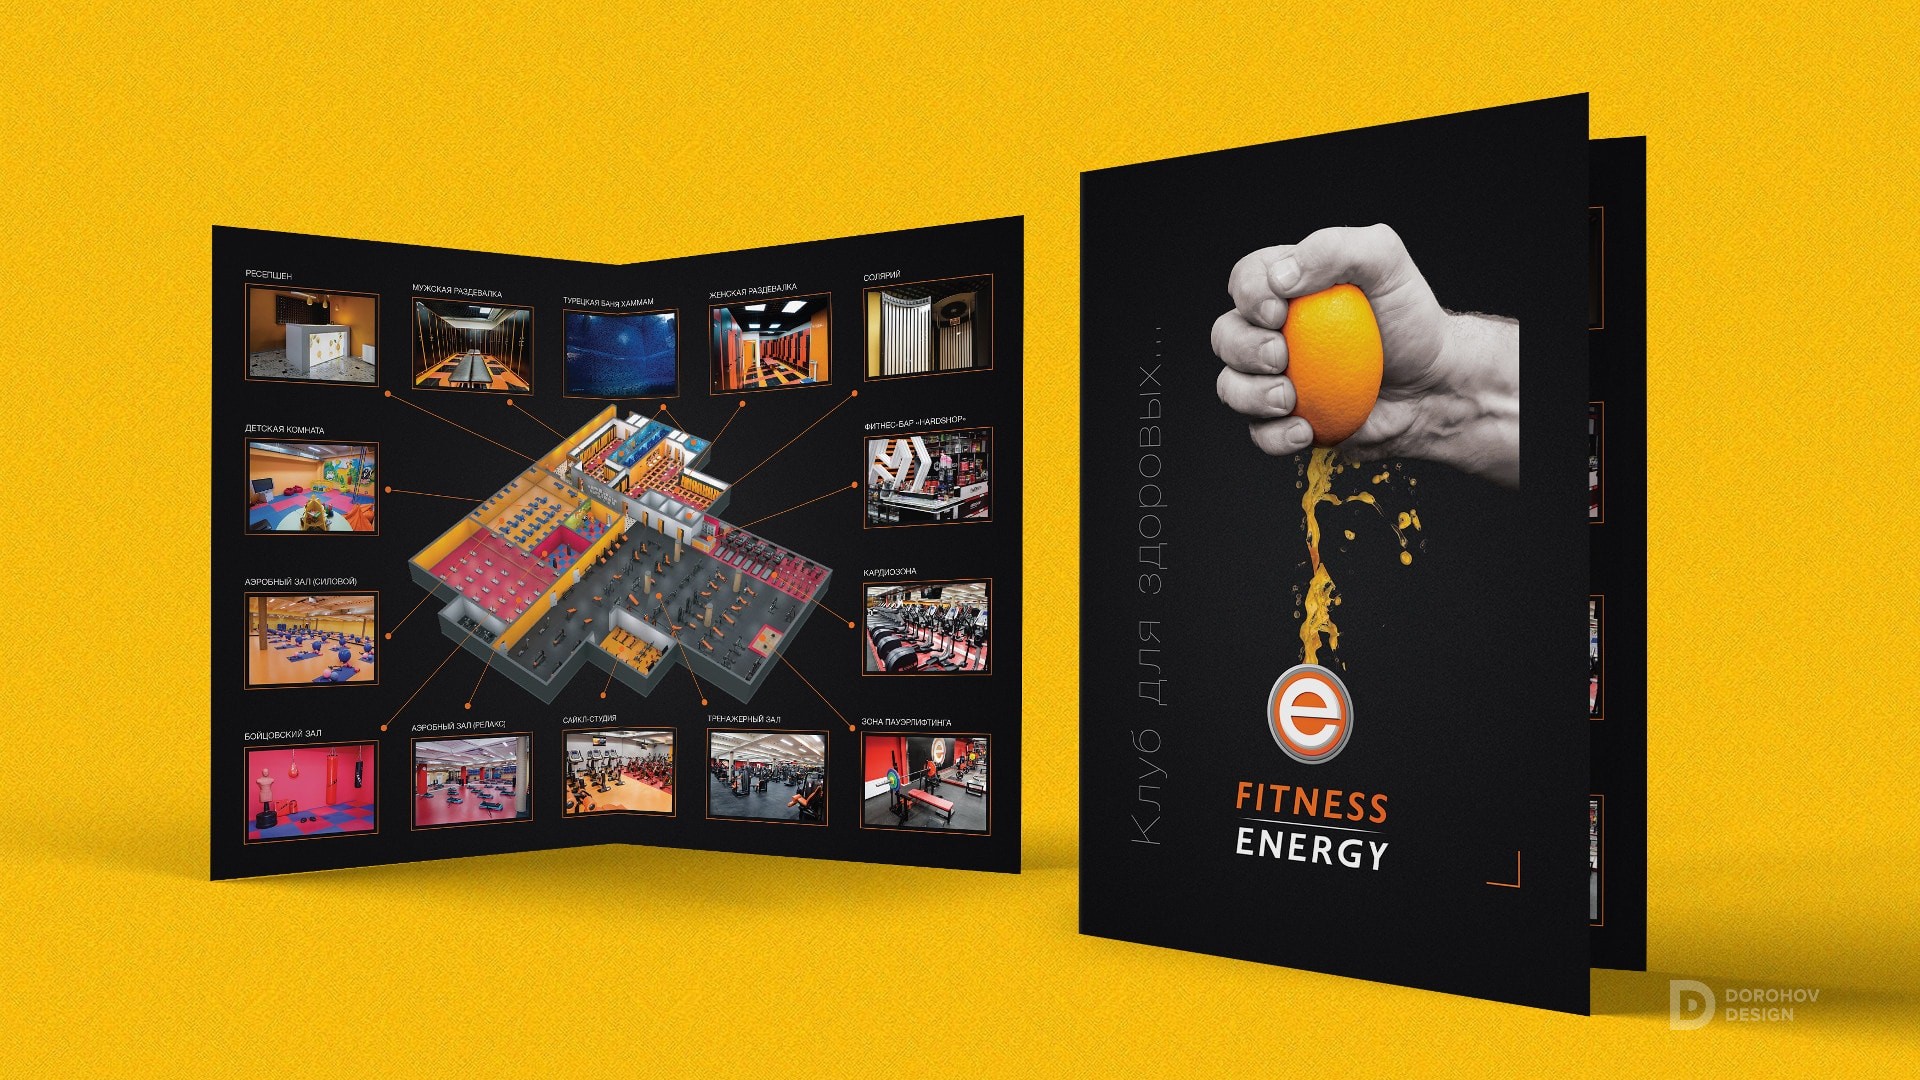 РЕСЕПШЕН
МУЖСКАЯ РАЗДЕВАЛКА
ТУРЕЦКАЯ БАНЯ ХАММАМ
ЖЕНСКАЯ РАЗДЕВАЛКА
СОЛЯРИЙ
ДЕТСКАЯ КОМНАТА
ФИТНЕС-БАР «HARDSHOP»
АЭРОБНЫЙ ЗАЛ (СИЛОВОЙ)
КАРДИОЗОНА
БОЙЦОВСКИЙ ЗАЛ
АЭРОБНЫЙ ЗАЛ (РЕЛАКС)
САЙКЛ-СТУДИЯ
ТРЕНАЖЕРНЫЙ ЗАЛ
ЗОНА ПАУЭРЛИФТИНГА
Клуб для здоровых...
e
FITNESS
ENERGY
DOROHOV
DESIGN